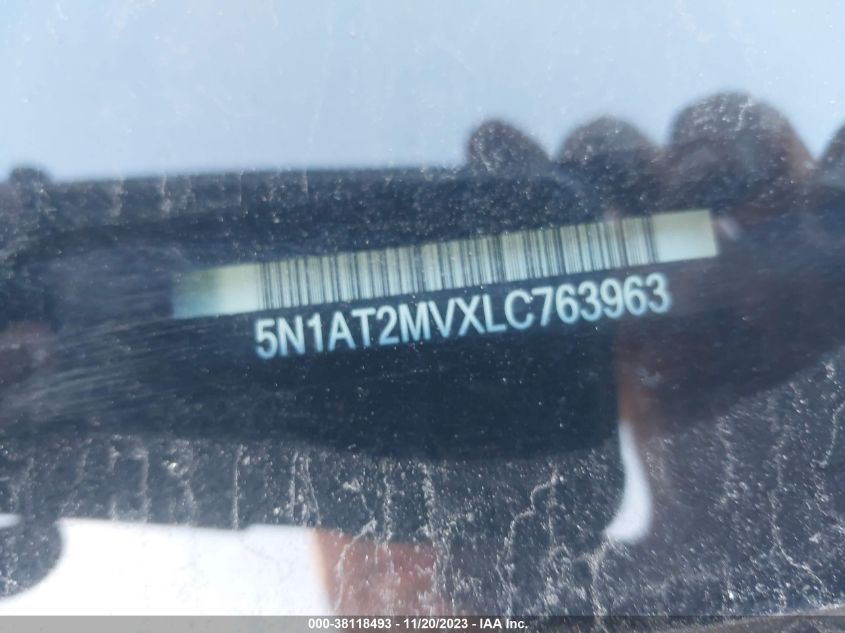 5N1AT2MVXLC763963
000-38118493 - 11/20/2023 - IAA Inc.